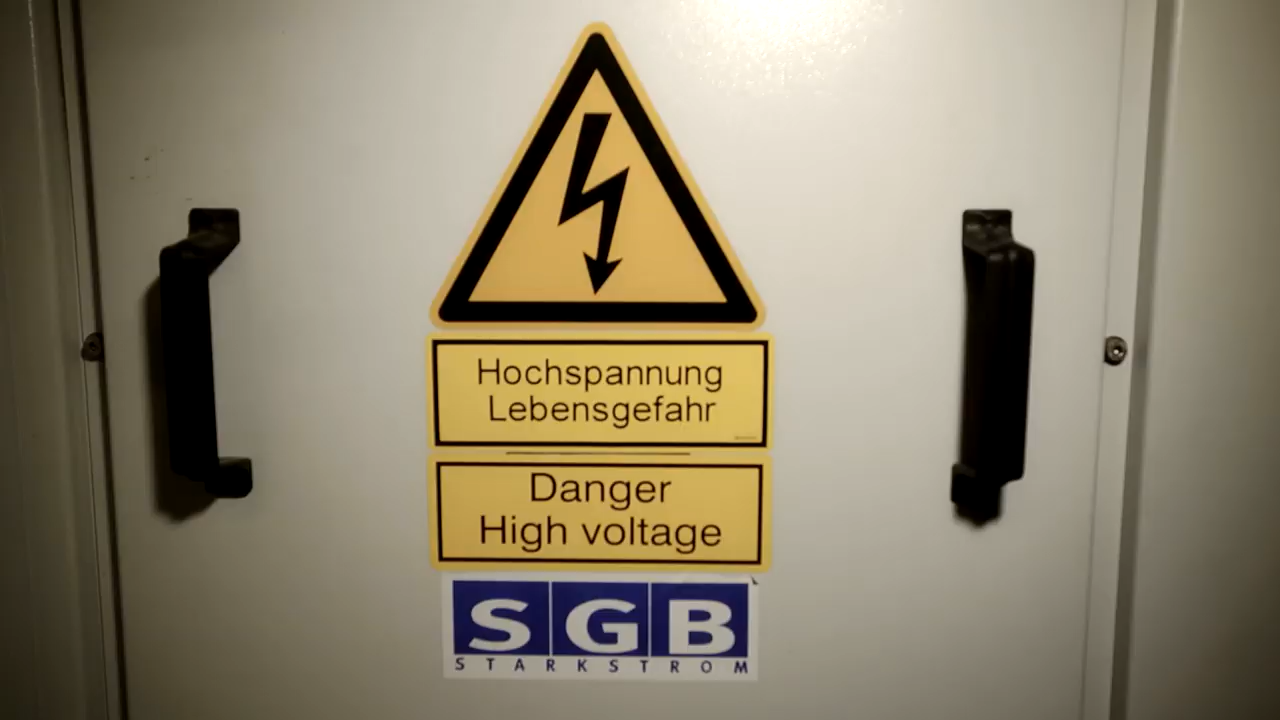 Hochspannung
Lebensgefahr
Danger
High voltage
SGB
STARKSTROM